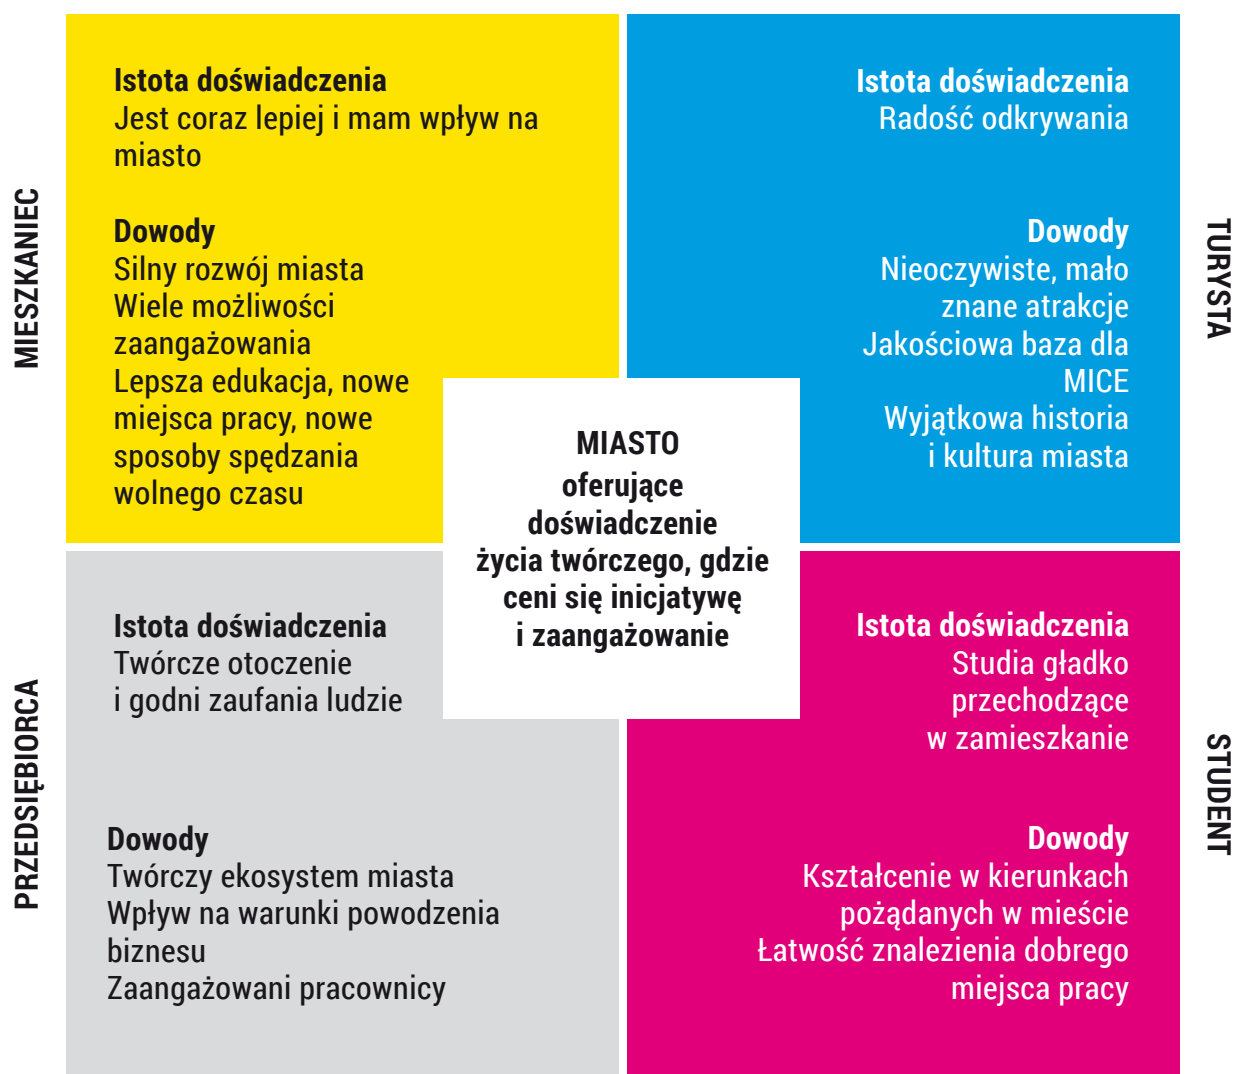 MIESZKANIEC
Istota doświadczenia
Jest coraz lepiej i mam wpływ na
miasto
Dowody
Silny rozwój miasta
Wiele możliwości
zaangażowania
Lepsza edukacja, nowe
miejsca pracy, nowe
sposoby spędzania
wolnego czasu
TURYSTA
Istota doświadczenia
Radość odkrywania
Dowody
Nieoczywiste, mało
znane atrakcje
Jakościowa baza dla
MICE
Wyjątkowa historia
i kultura miasta
MIASTO
oferujące
doświadczenie
życia twórczego, gdzie
ceni się inicjatywę
i zaangażowanie
PRZEDSIĘBIORCA
Istota doświadczenia
Twórcze otoczenie
i godni zaufania ludzie
Dowody
Twórczy ekosystem miasta
Wpływ na warunki powodzenia
biznesu
Zaangażowani pracownicy
STUDENT
Istota doświadczenia
Studia gładko
przechodzące
w zamieszkanie
Dowody
Kształcenie w kierunkach
pożądanych w mieście
Łatwość znalezienia dobrego
miejsca pracy